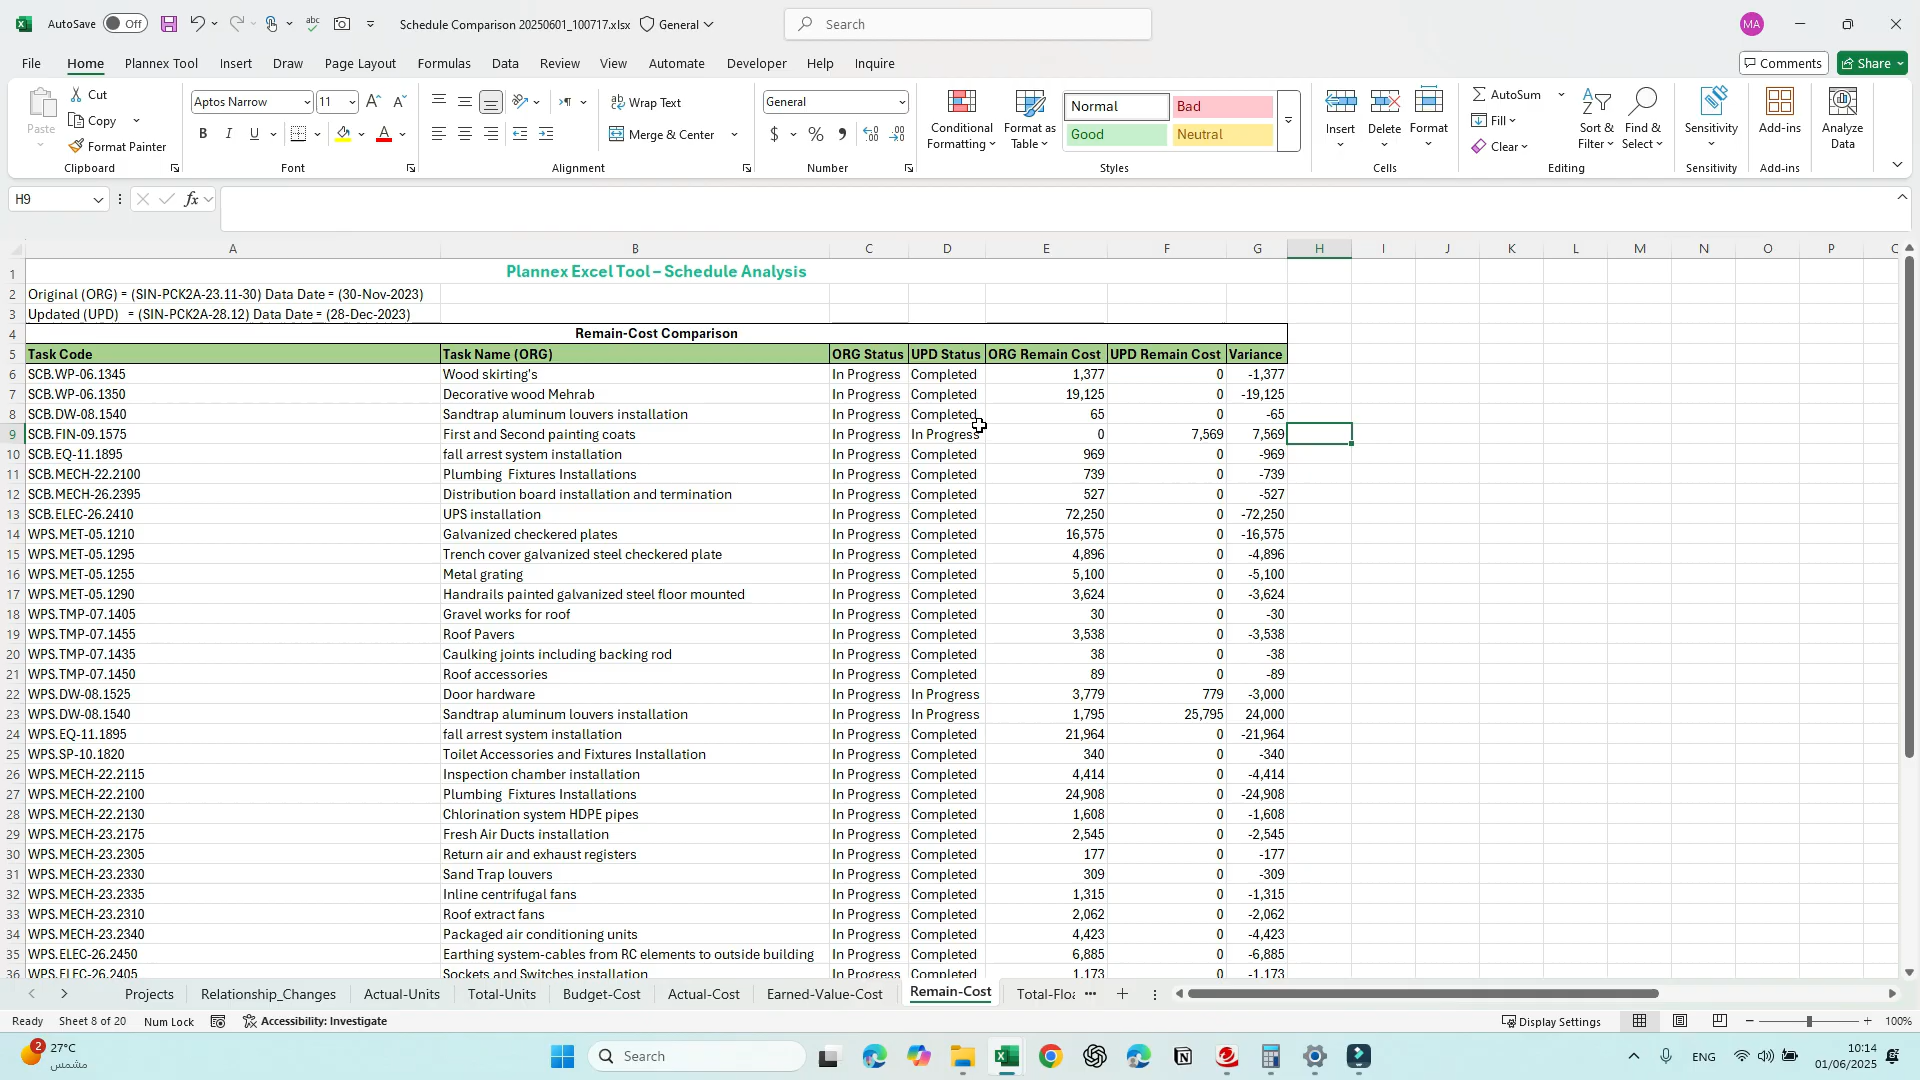 AutoSave Off Schedule Comparison 20250601_100717.xlsx General Search MA
File Home Plannex Tool Insert Draw Page Layout Formulas Data Review View Automate Developer Help Inquire Comments Share
Paste Cut Copy Format Painter Clipboard
Aptos Narrow 11 B I U Font
Wrap Text Merge & Center Alignment
General $ % Number
Conditional Formatting Format as Table Normal Bad Good Neutral Styles
Insert Delete Format Cells
AutoSum Fill Clear Sort & Filter Find & Select Editing
Sensitivity Sensitivity Add-ins Add-ins Analyze Data
H9 fx
A B C D E F G H I J K L M N O P
1 Plannex Excel Tool – Schedule Analysis
2 Original (ORG) = (SIN-PCK2A-23.11-30) Data Date = (30-Nov-2023)
3 Updated (UPD) = (SIN-PCK2A-28.12) Data Date = (28-Dec-2023)
4 Remain-Cost Comparison
5 Task Code Task Name (ORG) ORG Status UPD Status ORG Remain Cost UPD Remain Cost Variance
6 SCB.WP-06.1345 Wood skirting's In Progress Completed 1,377 0 -1,377
7 SCB.WP-06.1350 Decorative wood Mehrab In Progress Completed 19,125 0 -19,125
8 SCB.DW-08.1540 Sandtrap aluminum louvers installation In Progress Completed 65 0 -65
9 SCB.FIN-09.1575 First and Second painting coats In Progress In Progress 0 7,569 7,569
10 SCB.EQ-11.1895 fall arrest system installation In Progress Completed 969 0 -969
11 SCB.MECH-22.2100 Plumbing Fixtures Installations In Progress Completed 739 0 -739
12 SCB.MECH-26.2395 Distribution board installation and termination In Progress Completed 527 0 -527
13 SCB.ELEC-26.2410 UPS installation In Progress Completed 72,250 0 -72,250
14 WPS.MET-05.1210 Galvanized checkered plates In Progress Completed 16,575 0 -16,575
15 WPS.MET-05.1295 Trench cover galvanized steel checkered plate In Progress Completed 4,896 0 -4,896
16 WPS.MET-05.1255 Metal grating In Progress Completed 5,100 0 -5,100
17 WPS.MET-05.1290 Handrails painted galvanized steel floor mounted In Progress Completed 3,624 0 -3,624
18 WPS.TMP-07.1405 Gravel works for roof In Progress Completed 30 0 -30
19 WPS.TMP-07.1455 Roof Pavers In Progress Completed 3,538 0 -3,538
20 WPS.TMP-07.1435 Caulking joints including backing rod In Progress Completed 38 0 -38
21 WPS.TMP-07.1450 Roof accessories In Progress Completed 89 0 -89
22 WPS.DW-08.1525 Door hardware In Progress In Progress 3,779 779 -3,000
23 WPS.DW-08.1540 Sandtrap aluminum louvers installation In Progress In Progress 1,795 25,795 24,000
24 WPS.EQ-11.1895 fall arrest system installation In Progress Completed 21,964 0 -21,964
25 WPS.SP-10.1820 Toilet Accessories and Fixtures Installation In Progress Completed 340 0 -340
26 WPS.MECH-22.2115 Inspection chamber installation In Progress Completed 4,414 0 -4,414
27 WPS.MECH-22.2100 Plumbing Fixtures Installations In Progress Completed 24,908 0 -24,908
28 WPS.MECH-22.2130 Chlorination system HDPE pipes In Progress Completed 1,608 0 -1,608
29 WPS.MECH-23.2175 Fresh Air Ducts installation In Progress Completed 2,545 0 -2,545
30 WPS.MECH-23.2305 Return air and exhaust registers In Progress Completed 177 0 -177
31 WPS.MECH-23.2330 Sand Trap louvers In Progress Completed 309 0 -309
32 WPS.MECH-23.2335 Inline centrifugal fans In Progress Completed 1,315 0 -1,315
33 WPS.MECH-23.2310 Roof extract fans In Progress Completed 2,062 0 -2,062
34 WPS.MECH-23.2340 Packaged air conditioning units In Progress Completed 4,423 0 -4,423
35 WPS.ELEC-26.2450 Earthing system-cables from RC elements to outside building In Progress Completed 6,885 0 -6,885
36 WPS.ELEC-26.2405 Sockets and Switches installation In Progress Completed 1,173 0 -1,173
Projects Relationship_Changes Actual-Units Total-Units Budget-Cost Actual-Cost Earned-Value-Cost Remain-Cost Total-Floa
Ready Sheet 8 of 20 Num Lock Accessibility: Investigate Display Settings 100%
2 27°C Search ENG 10:14
مشمس 01/06/2025